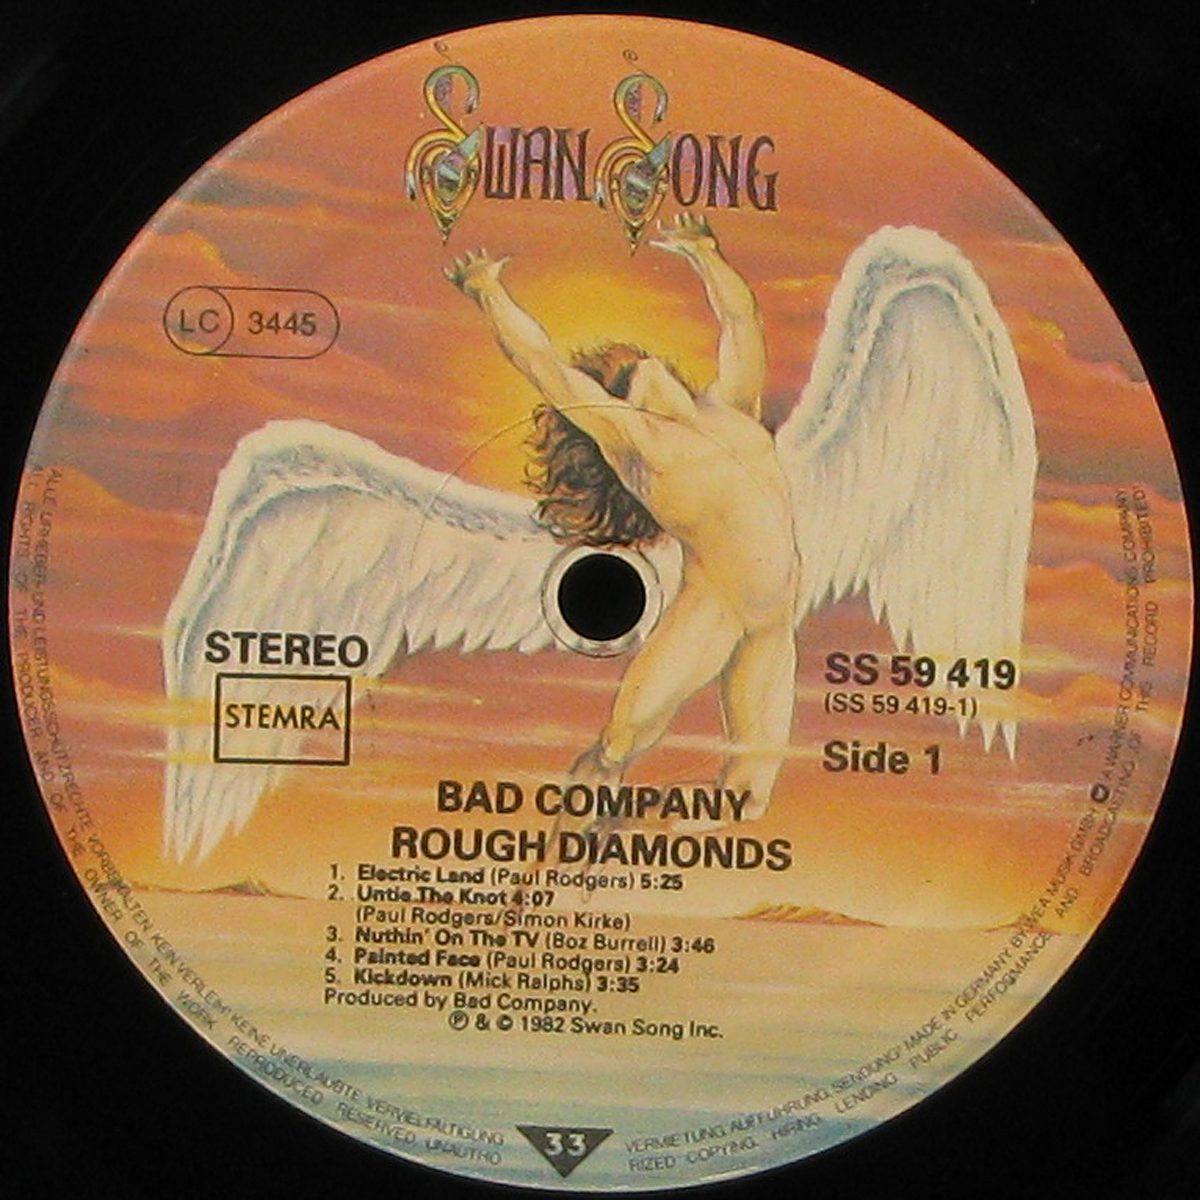 SWAN SONG
LC 3445
STEREO
STEMRA
SS 59 419
(SS 59 419-1)
Side 1
BAD COMPANY
ROUGH DIAMONDS
1. Electric Land (Paul Rodgers) 5:25
2. Untie The Knot 4:07
(Paul Rodgers/Simon Kirke)
3. Nuthin' On The TV (Boz Burrell) 3:46
4. Painted Face (Paul Rodgers) 3:24
5. Kickdown (Mick Ralphs) 3:35
Produced by Bad Company.
℗ & © 1982 Swan Song Inc.
ALLE URHEBER- UND LEISTUNGSSCHUTZRECHTE VORBEHALTEN. KEIN VERLEIH! KEINE UNERLAUBTE VERVIELFÄLTIGUNG
VERMIETUNG, AUFFÜHRUNG, SENDUNG! MADE IN GERMANY BY WEA MUSIK GMBH A WARNER COMMUNICATIONS COMPANY
ALL RIGHTS OF THE PRODUCER AND OF THE OWNER OF THE WORK REPRODUCED RESERVED UNAUTHO
RIZED COPYING, HIRING, LENDING, PUBLIC PERFORMANCE AND BROADCASTING OF THIS RECORD PROHIBITED!
33